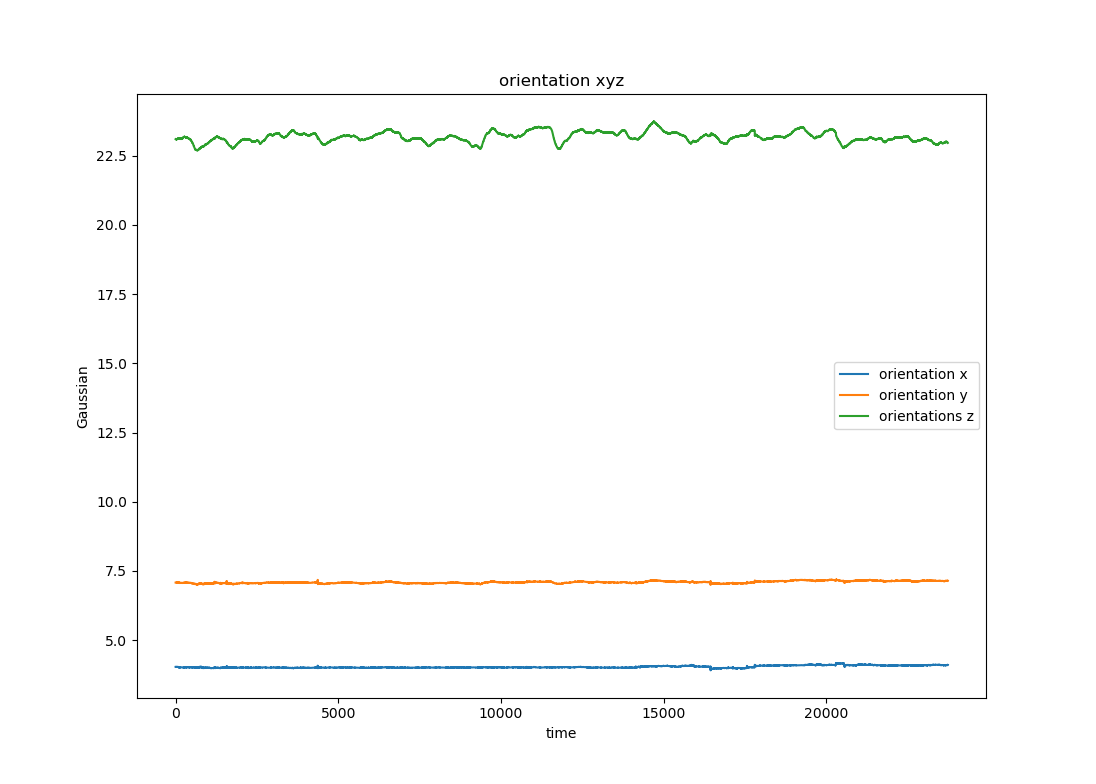 orientation xyz
22.5
20.0
17.5
15.0
12.5
10.0
7.5
5.0
Gaussian
orientation x
orientation y
orientations z
0 5000 10000 15000 20000
time